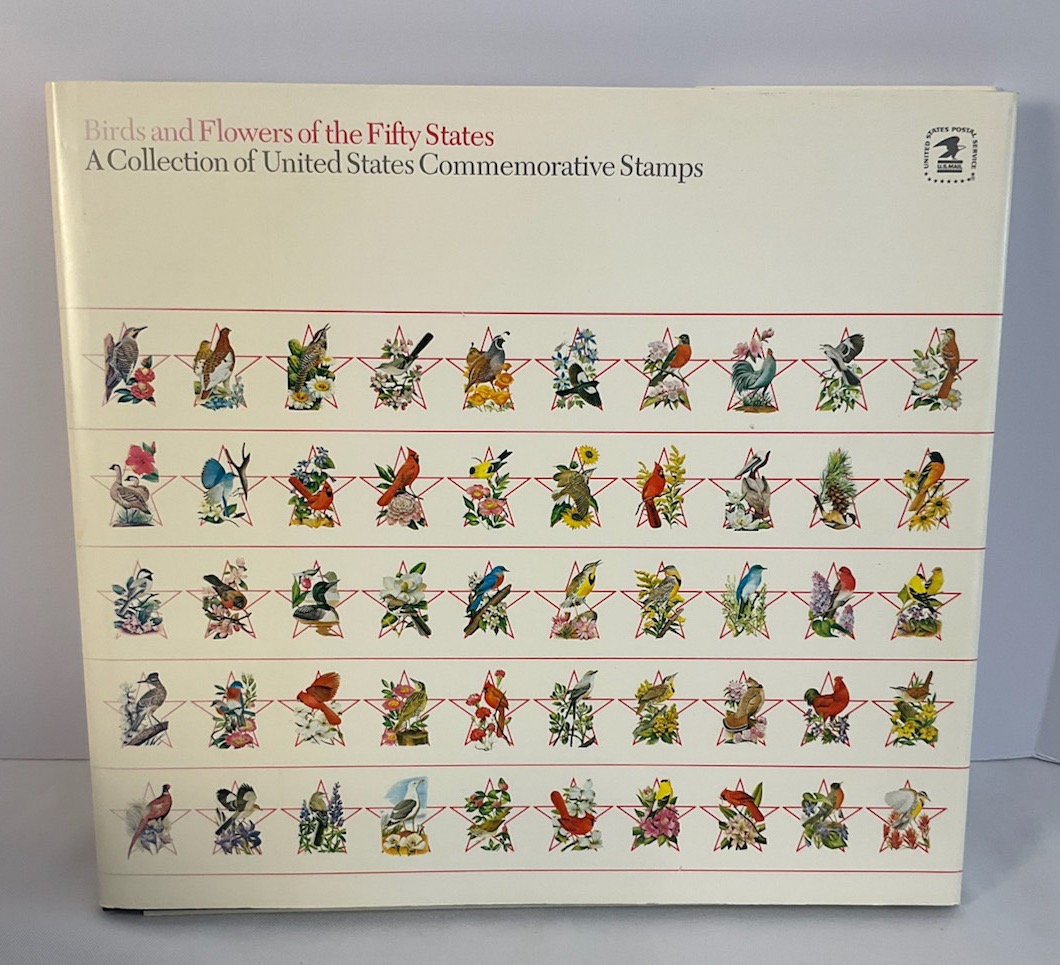 Birds and Flowers of the Fifty States
A Collection of United States Commemorative Stamps
UNITED STATES POSTAL SERVICE
U.S.MAIL